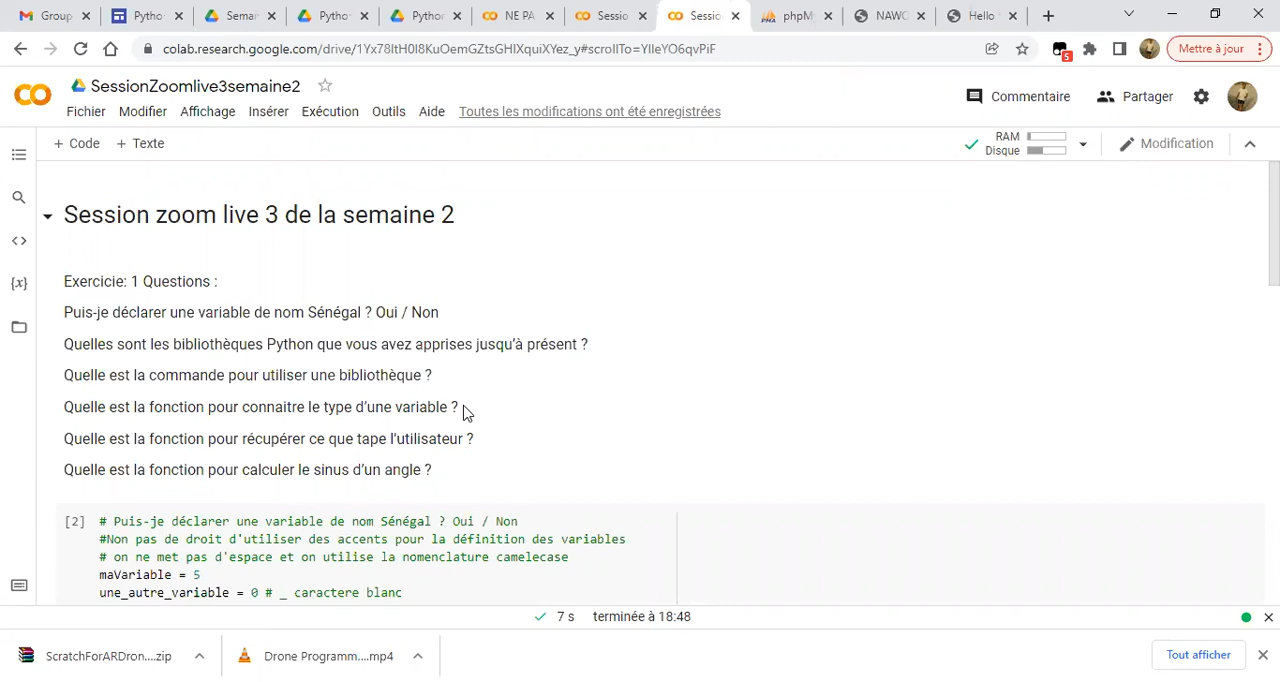 Group
Pytho
Semai
Pytho
Python
NE PA
Sessio
Sessio
phpM
NAWC
Hello
colab.research.google.com/drive/1Yx78ItH0I8KuOemGZtsGHIXquiXYez_y#scrollTo=YlleYO6qvPiF
5
Mettre à jour
SessionZoomlive3semaine2
Commentaire
Partager
Fichier Modifier Affichage Insérer Exécution Outils Aide Toutes les modifications ont été enregistrées
+ Code + Texte
RAM
Disque
Modification
Session zoom live 3 de la semaine 2
Exercicie: 1 Questions :
Puis-je déclarer une variable de nom Sénégal ? Oui / Non
Quelles sont les bibliothèques Python que vous avez apprises jusqu’à présent ?
Quelle est la commande pour utiliser une bibliothèque ?
Quelle est la fonction pour connaitre le type d’une variable ?
Quelle est la fonction pour récupérer ce que tape l’utilisateur ?
Quelle est la fonction pour calculer le sinus d’un angle ?
[2] # Puis-je déclarer une variable de nom Sénégal ? Oui / Non
#Non pas de droit d'utiliser des accents pour la définition des variables
# on ne met pas d'espace et on utilise la nomenclature camelecase
maVariable = 5
une_autre_variable = 0 # _ caractere blanc
7 s terminée à 18:48
ScratchForARDron....zip
Drone Programm....mp4
Tout afficher